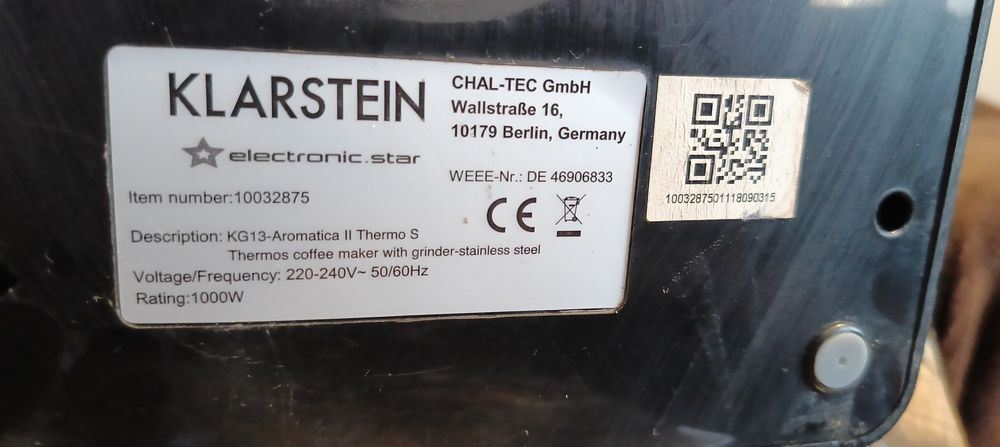 KLARSTEIN
electronic.star
CHAL-TEC GmbH
Wallstraße 16,
10179 Berlin, Germany
WEEE-Nr.: DE 46906833
CE
Item number:10032875
Description: KG13-Aromatica II Thermo S
Thermos coffee maker with grinder-stainless steel
Voltage/Frequency: 220-240V~ 50/60Hz
Rating:1000W
1003287501118090315